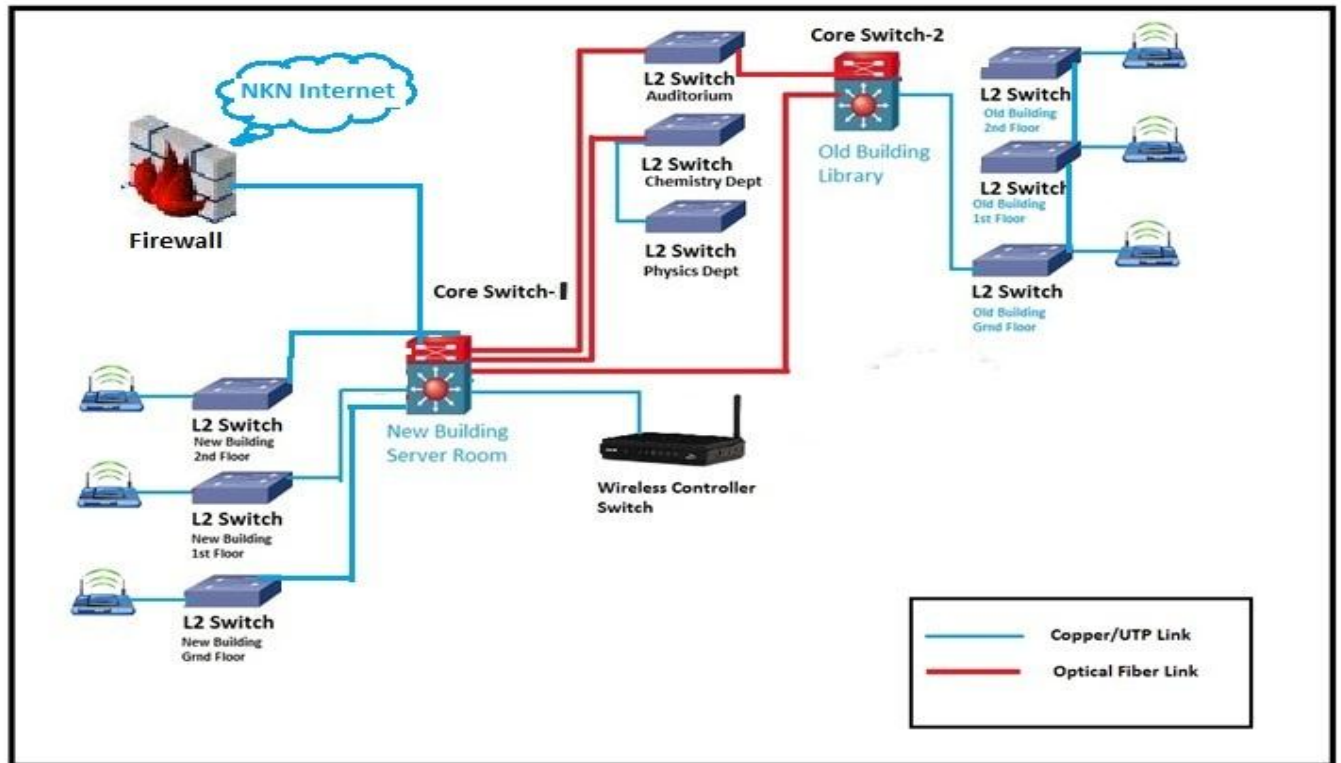 NKN Internet
Firewall
L2 Switch
Auditorium
L2 Switch
Chemistry Dept
L2 Switch
Physics Dept
Core Switch-2
Old Building
Library
L2 Switch
Old Building
2nd Floor
L2 Switch
Old Building
1st Floor
L2 Switch
Old Building
Grnd Floor
Core Switch-1
New Building
Server Room
L2 Switch
New Building
2nd Floor
L2 Switch
New Building
1st Floor
L2 Switch
New Building
Grnd Floor
Wireless Controller
Switch
Copper/UTP Link
Optical Fiber Link